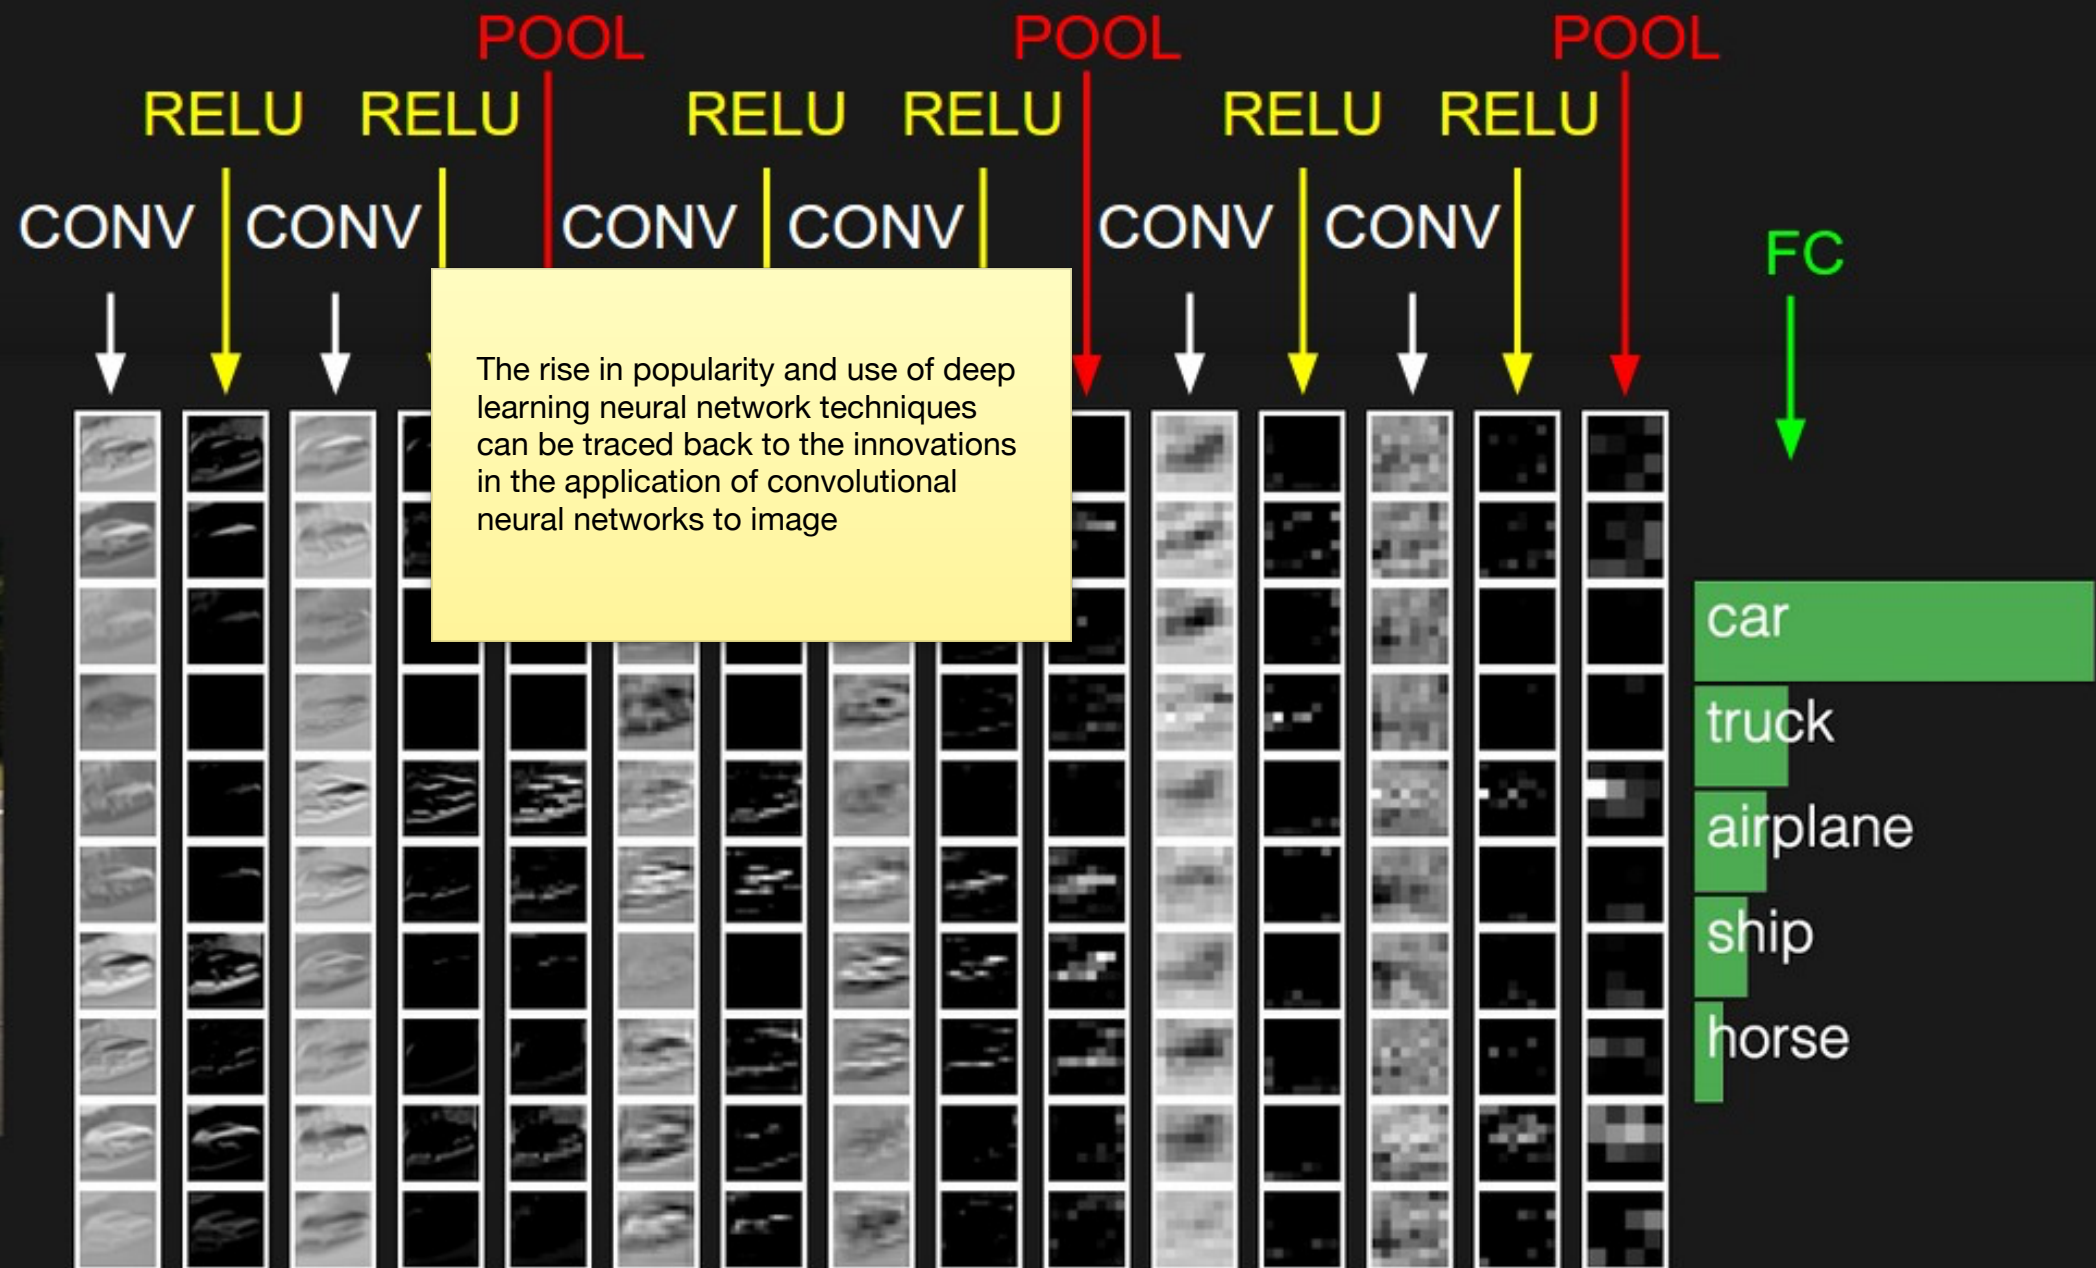 POOL POOL POOL
RELU RELU RELU RELU RELU RELU
CONV CONV CONV CONV CONV CONV
FC
The rise in popularity and use of deep
learning neural network techniques
can be traced back to the innovations
in the application of convolutional
neural networks to image
car
truck
airplane
ship
horse